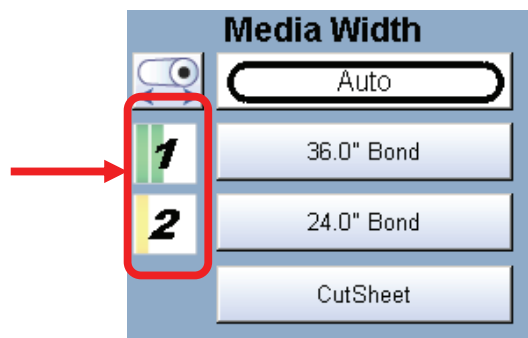 Media Width
Auto
1 36.0" Bond
2 24.0" Bond
CutSheet